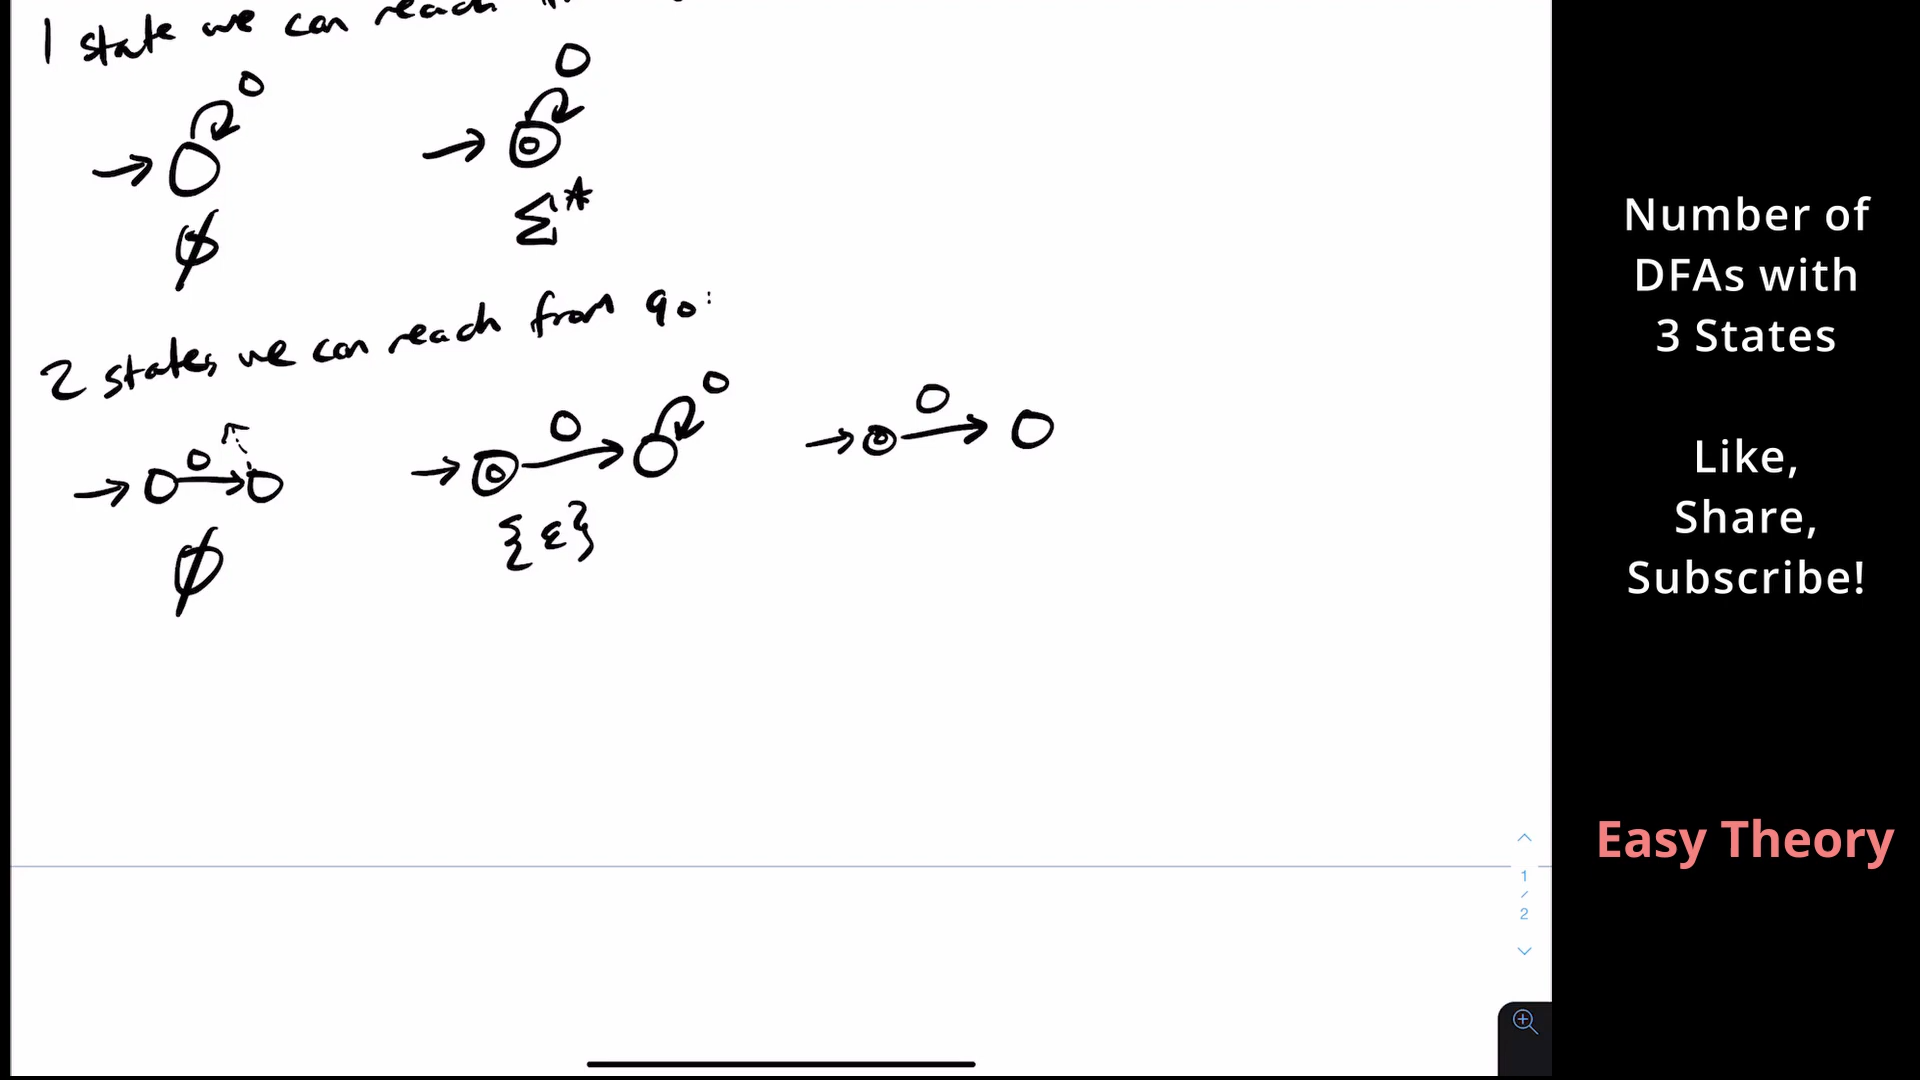 1 state we can reach
0
0
∅
Σ*
2 states we can reach from q0:
0
0
0
0
∅
{ε}
Number of
DFAs with
3 States
Like,
Share,
Subscribe!
Easy Theory
1
/
2